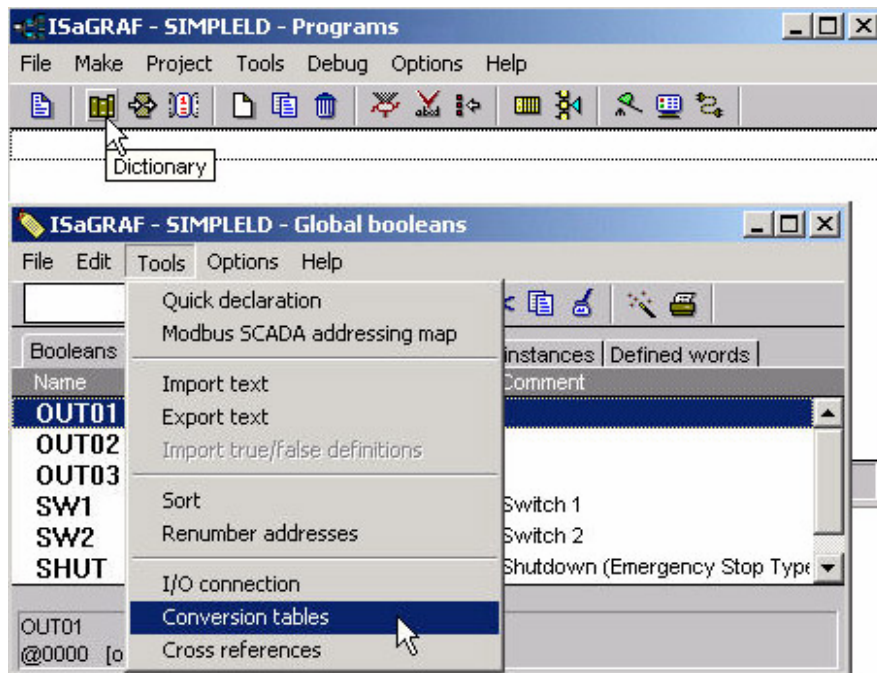 ISaGRAF - SIMPLELD - Programs
File Make Project Tools Debug Options Help
Dictionary
ISaGRAF - SIMPLELD - Global booleans
File Edit Tools Options Help
Quick declaration
Modbus SCADA addressing map
Booleans instances Defined words
Name Comment
Import text
OUT01 Export text
OUT02 Import true/false definitions
OUT03
SW1 Sort Switch 1
SW2 Renumber addresses Switch 2
SHUT Shutdown (Emergency Stop Type
I/O connection
OUT01 Conversion tables
@0000 [o Cross references